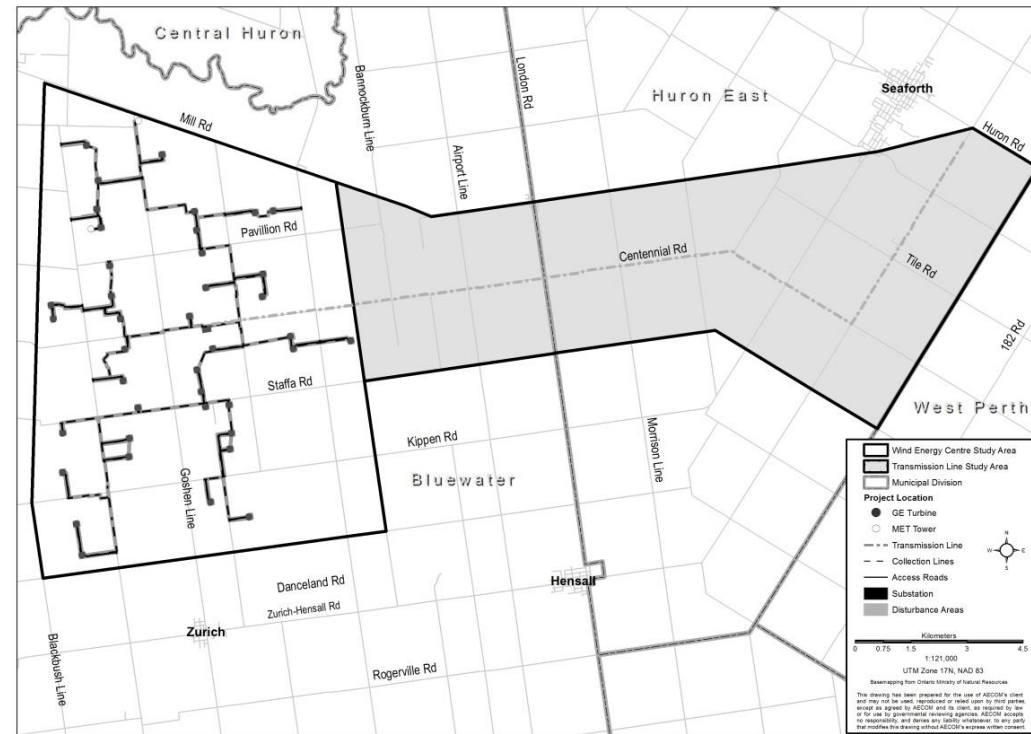 Central Huron
Bannockburn Line
London Rd
Huron East
Seaforth
Mill Rd
Airport Line
Huron Rd
Pavillion Rd
Centennial Rd
Tile Rd
182 Rd
Staffa Rd
West Perth
Kippen Rd
Morrison Line
Bluewater
Goshen Line
Danceland Rd
Hensall
Zurich-Hensall Rd
Zurich
Blackbush Line
Rogerville Rd
Wind Energy Centre Study Area
Transmission Line Study Area
Municipal Division
Project Location
GE Turbine
MET Tower
Transmission Line
Collection Lines
Access Roads
Substation
Disturbance Areas
N
W E
S
Kilometers
0 0.75 1.5 3 4.5
1:121,000
UTM Zone 17N, NAD 83
Basemapping from Ontario Ministry of Natural Resources
This drawing has been prepared for the use of AECOM's client
and may not be used, reproduced or relied upon by third parties,
except as agreed by AECOM and its client, as required by law
or for use by governmental reviewing agencies. AECOM accepts
no responsibility, and denies any liability whatsoever, to any party
that modifies this drawing without AECOM's express written consent.